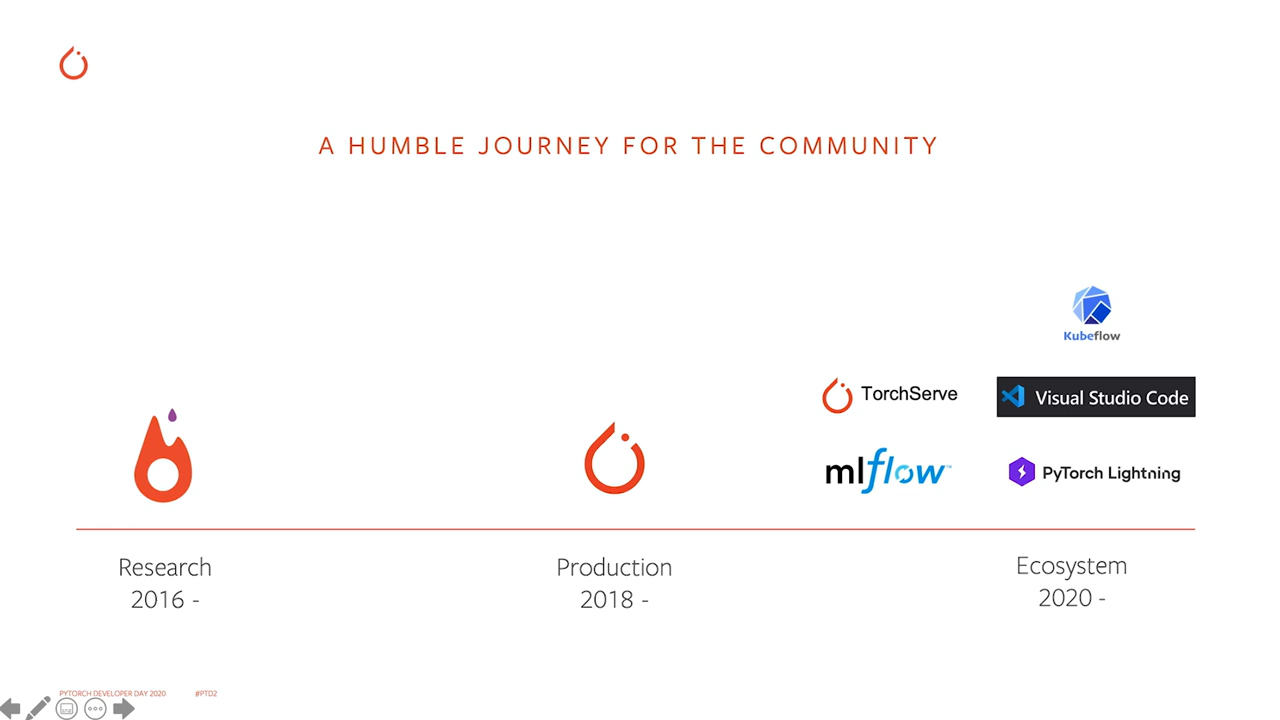 A HUMBLE JOURNEY FOR THE COMMUNITY
Kubeflow
TorchServe
Visual Studio Code
mlflow™
PyTorch Lightning
Research
2016 -
Production
2018 -
Ecosystem
2020 -
PYTORCH DEVELOPER DAY 2020 #PTD2